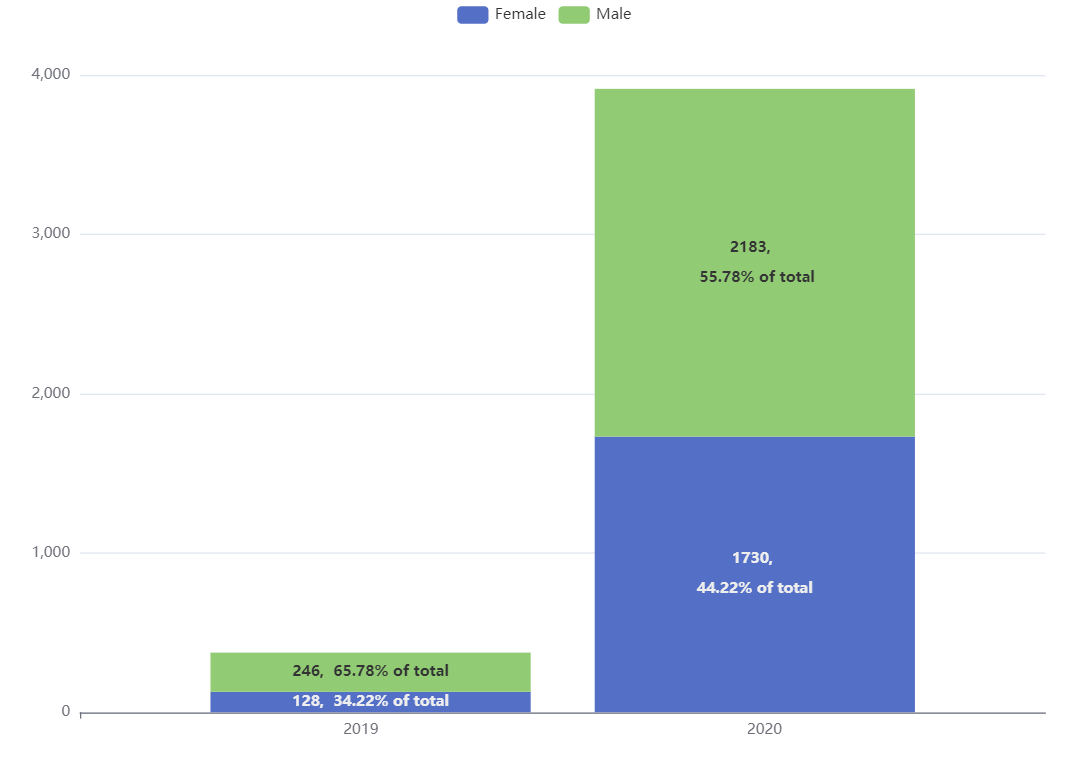 Female Male
4,000
3,000
2183,
55.78% of total
2,000
1,000
1730,
44.22% of total
246, 65.78% of total
128, 34.22% of total
0
2019 2020